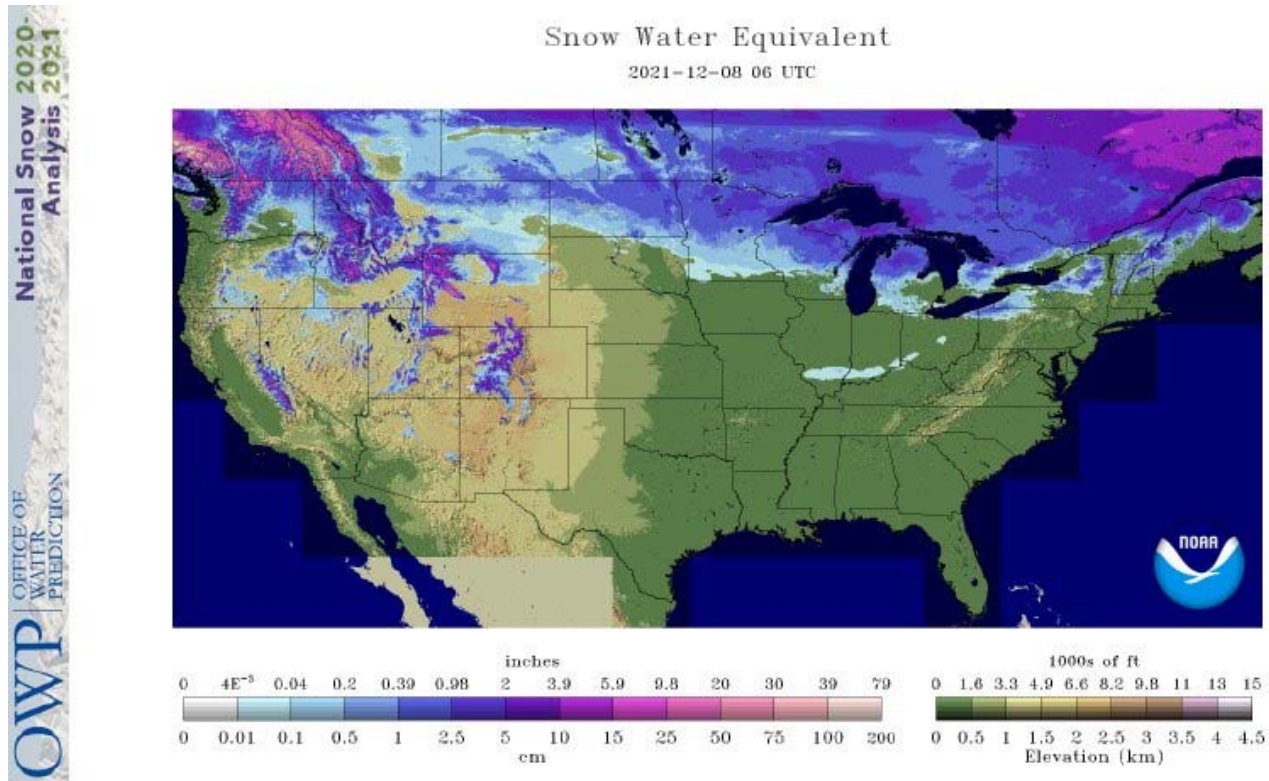 National Snow 2020-
Analysis 2021
OWP
OFFICE OF
WATER
PREDICTION
Snow Water Equivalent
2021-12-08 06 UTC
NOAA
inches
0 4E⁻³ 0.04 0.2 0.39 0.98 2 3.9 5.9 9.8 20 30 39 79
0 0.01 0.1 0.5 1 2.5 5 10 15 25 50 75 100 200
cm
1000s of ft
0 1.6 3.3 4.9 6.6 8.2 9.8 11 13 15
0 0.5 1 1.5 2 2.5 3 3.5 4 4.5
Elevation (km)